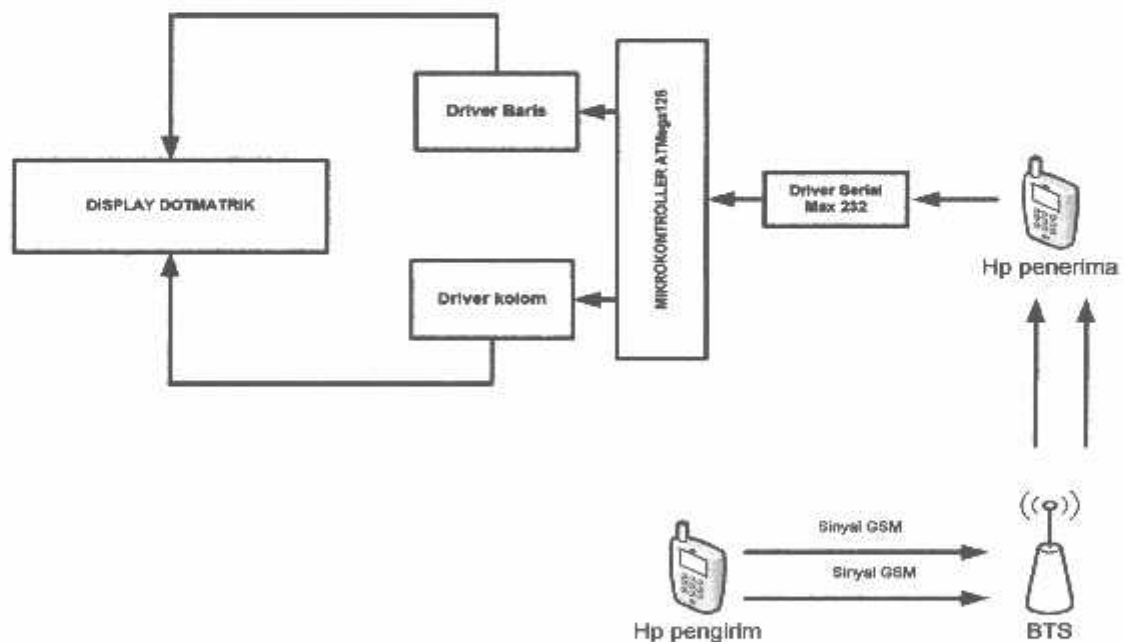 Driver Baris
DISPLAY DOTMATRIK
Driver kolom
MIKROKONTROLLER ATMega128
Driver Serial
Max 232
Hp penerima
Sinyal GSM
Sinyal GSM
Hp pengirim
BTS